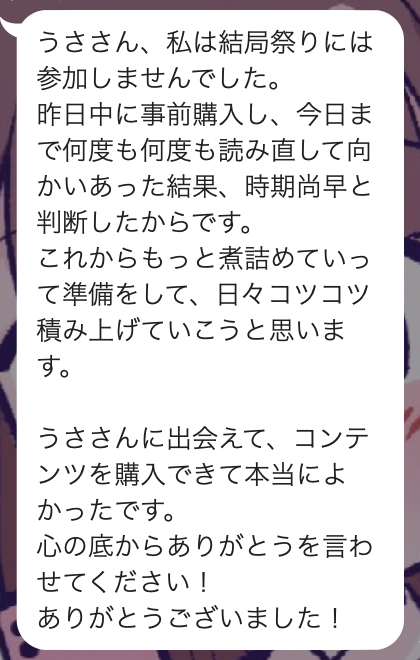 うささん、私は結局祭りには
参加しませんでした。
昨日中に事前購入し、今日ま
で何度も何度も読み直して向
かいあった結果、時期尚早と
判断したからです。
これからもっと煮詰めていっ
て準備をして、日々コツコツ
積み上げていこうと思いま
す。

うささんに出会えて、コンテ
ンツを購入できて本当によ
かったです。
心の底からありがとうを言わ
せてください！
ありがとうございました！